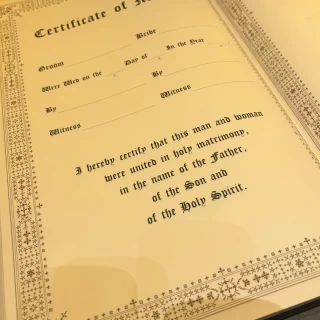 Certificate of
Bride
Groom
Were Wed on the Day of In the Year
By By
Witness Witness
I hereby certify that this man and woman
were united in holy matrimony,
in the name of the Father,
of the Son and
of the Holy Spirit.